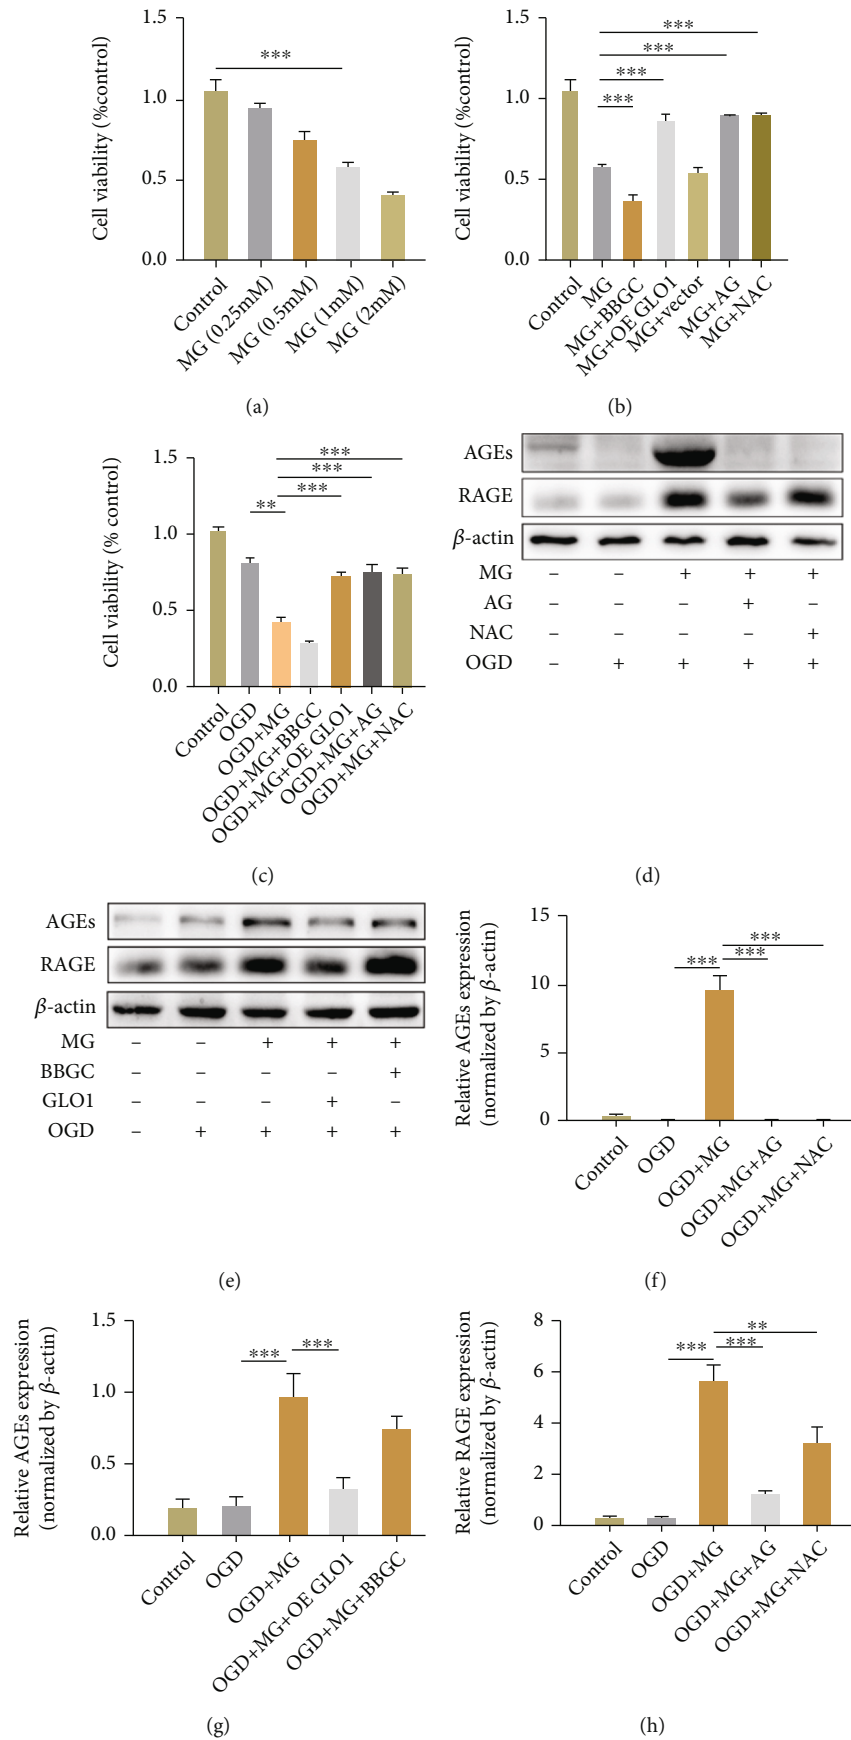 Cell viability (%control)
1.5
1.0
0.5
0.0
***
Control
MG (0.25mM)
MG (0.5mM)
MG (1mM)
MG (2mM)
(a)
Cell viability (%control)
1.5
1.0
0.5
0.0
***
***
***
***
Control
MG
MG+BBGC
MG+OE GLO1
MG+vector
MG+AG
MG+NAC
(b)
Cell viability (% control)
1.5
1.0
0.5
0.0
***
***
***
**
Control
OGD
OGD+MG
OGD+MG+BBGC
OGD+MG+OE GLO1
OGD+MG+AG
OGD+MG+NAC
(c)
AGEs
RAGE
β-actin
MG – – + + +
AG – – – + –
NAC – – – – +
OGD – + + + +
(d)
AGEs
RAGE
β-actin
MG – – + + +
BBGC – – – – +
GLO1 – – – + –
OGD – + + + +
(e)
Relative AGEs expression
(normalized by β-actin)
15
10
5
0
***
***
***
Control
OGD
OGD+MG
OGD+MG+AG
OGD+MG+NAC
(f)
Relative AGEs expression
(normalized by β-actin)
1.5
1.0
0.5
0.0
***
***
Control
OGD
OGD+MG
OGD+MG+OE GLO1
OGD+MG+BBGC
(g)
Relative RAGE expression
(normalized by β-actin)
8
6
4
2
0
**
***
***
Control
OGD
OGD+MG
OGD+MG+AG
OGD+MG+NAC
(h)